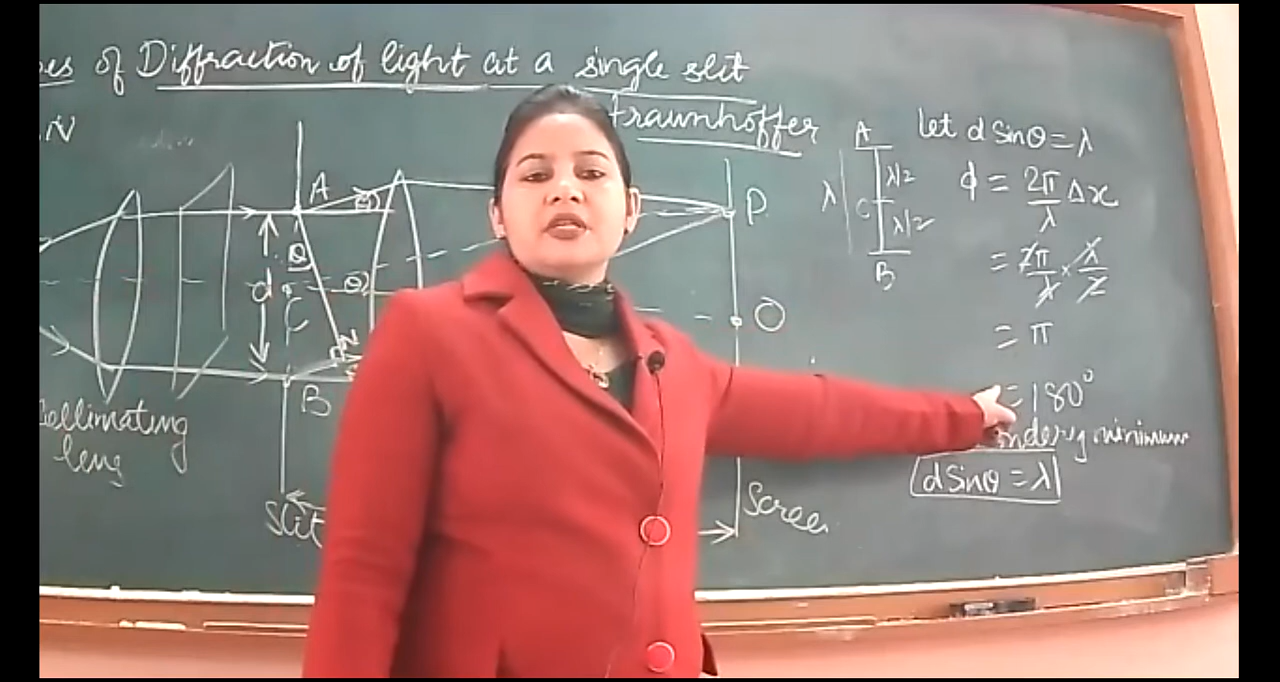 of Diffraction of light at a single slit
Fraunhoffer
N
A
θ
d
C
θ
N
B
P
O
Collimating
lens
Slit
Screen
A
λ/2
λ
C
λ/2
B
let d Sinθ = λ
ϕ = 2π/λ Δx
= 2π/λ × λ/2
= π
= 180°
minimum
d Sinθ = λ